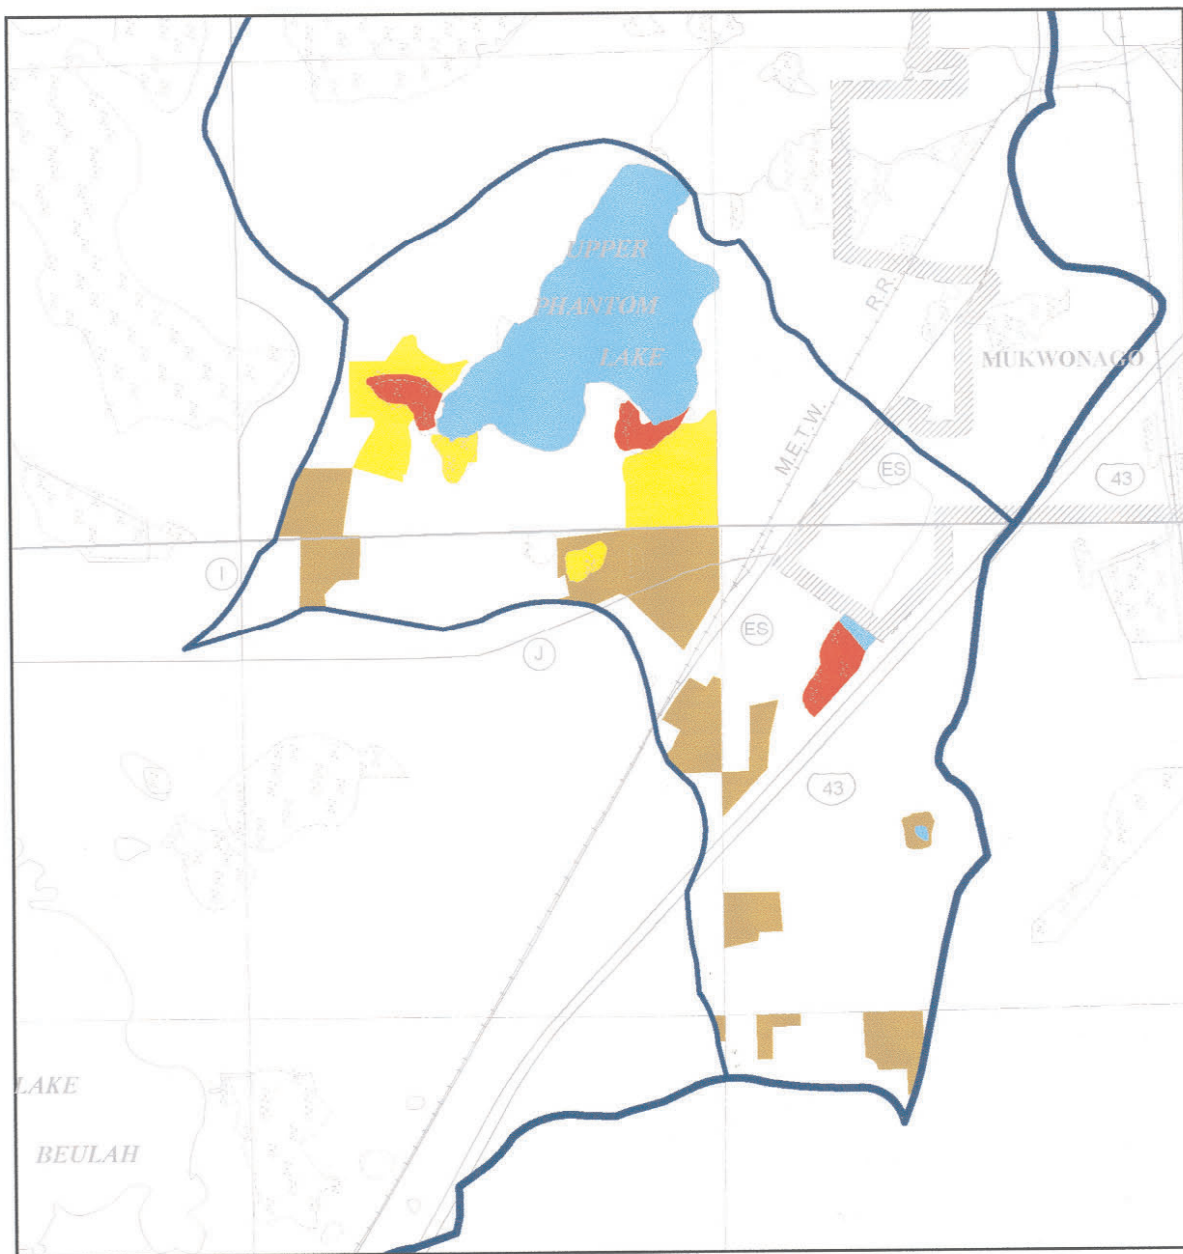 UPPER
PHANTOM
LAKE
R.R.
MUKWONAGO
M.E.T.W.
ES
43
I
ES
J
43
LAKE
BEULAH